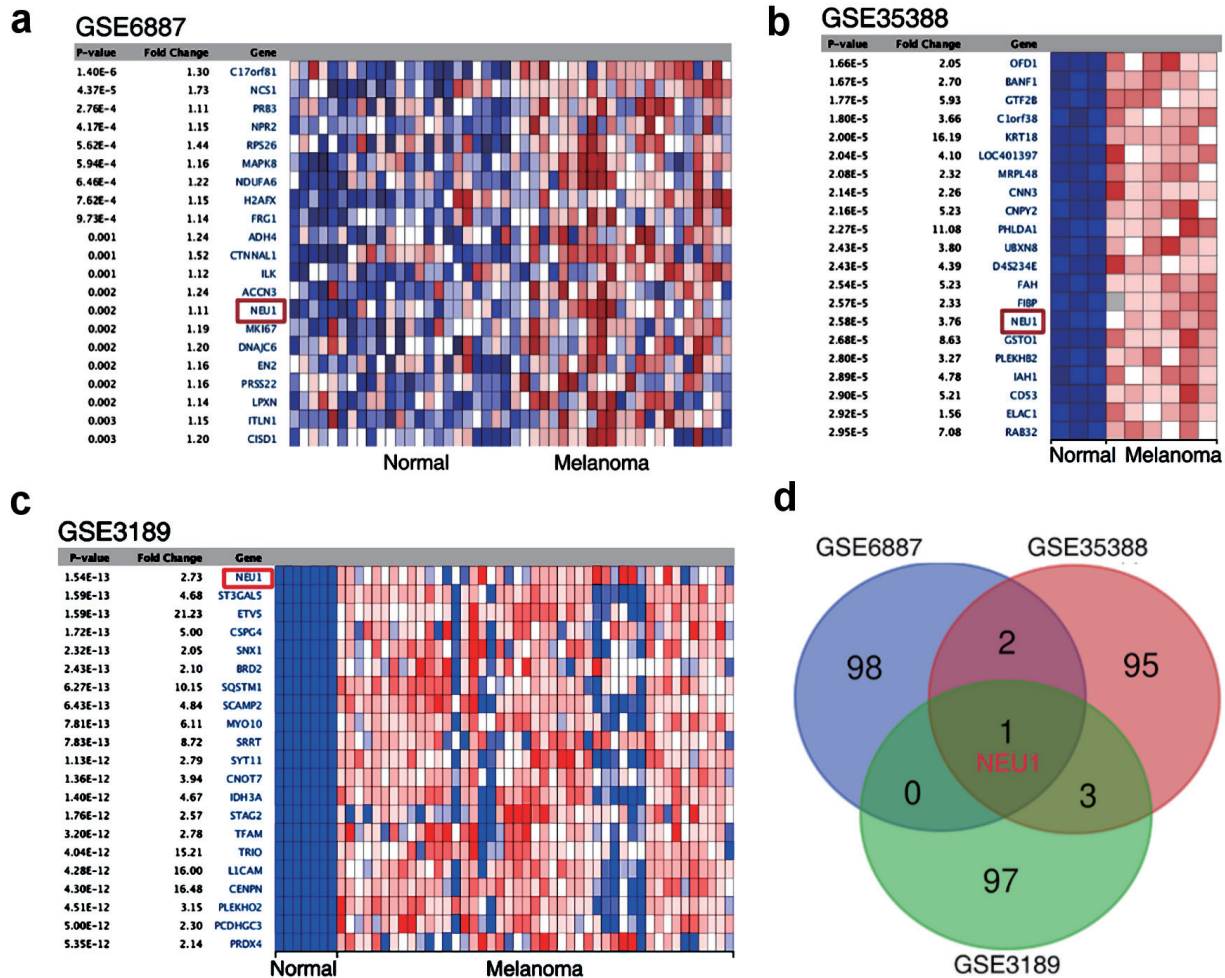 a
GSE6887
P-value Fold Change Gene
1.40E-6 1.30 C17orf81
4.37E-5 1.73 NCS1
2.76E-4 1.11 PRB3
4.17E-4 1.15 NPR2
5.62E-4 1.44 RPS26
5.94E-4 1.16 MAPK8
6.46E-4 1.22 NDUFA6
7.62E-4 1.15 H2AFX
9.73E-4 1.14 FRG1
0.001 1.24 ADH4
0.001 1.52 CTNNAL1
0.001 1.12 ILK
0.002 1.24 ACCN3
0.002 1.11 NEU1
0.002 1.19 MKI67
0.002 1.20 DNAJC6
0.002 1.16 EN2
0.002 1.16 PRSS22
0.002 1.14 LPXN
0.003 1.15 ITLN1
0.003 1.20 CISD1
Normal Melanoma
b
GSE35388
P-value Fold Change Gene
1.66E-5 2.05 OFD1
1.67E-5 2.70 BANF1
1.77E-5 5.93 GTF2B
1.80E-5 3.66 C1orf38
2.00E-5 16.19 KRT18
2.04E-5 4.10 LOC401397
2.08E-5 2.32 MRPL48
2.14E-5 2.26 CNN3
2.16E-5 5.23 CNPY2
2.27E-5 11.08 PHLDA1
2.43E-5 3.80 UBXN8
2.43E-5 4.39 D4S234E
2.54E-5 5.23 FAH
2.57E-5 2.33 FIBP
2.58E-5 3.76 NEU1
2.68E-5 8.63 GSTO1
2.80E-5 3.27 PLEKHB2
2.89E-5 4.78 IAH1
2.90E-5 5.21 CD53
2.92E-5 1.56 ELAC1
2.95E-5 7.08 RAB32
Normal Melanoma
c
GSE3189
P-value Fold Change Gene
1.54E-13 2.73 NEU1
1.59E-13 4.68 ST3GAL5
1.59E-13 21.23 ETV5
1.72E-13 5.00 CSPG4
2.32E-13 2.05 SNX1
2.43E-13 2.10 BRD2
6.27E-13 10.15 SQSTM1
6.43E-13 4.84 SCAMP2
7.81E-13 6.11 MYO10
7.83E-13 8.72 SRRT
1.13E-12 2.79 SYT11
1.36E-12 3.94 CNOT7
1.40E-12 4.67 IDH3A
1.76E-12 2.57 STAG2
3.20E-12 2.78 TFAM
4.04E-12 15.21 TRIO
4.28E-12 16.00 L1CAM
4.30E-12 16.48 CENPN
4.51E-12 3.15 PLEKHO2
5.00E-12 2.30 PCDHGC3
5.35E-12 2.14 PRDX4
Normal Melanoma
d
GSE6887 GSE35388
98 2 95
1
NEU1
0 3
97
GSE3189